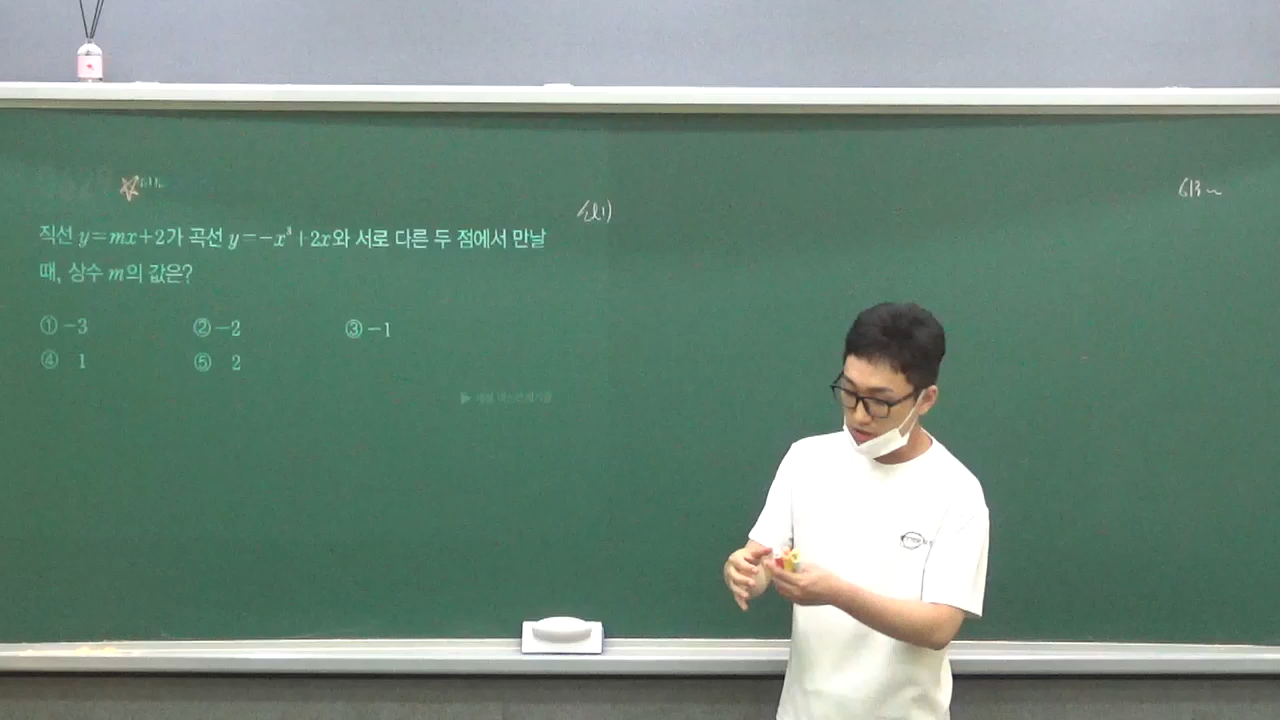 직선 y=mx+2가 곡선 y=-x³+2x와 서로 다른 두 점에서 만날
때, 상수 m의 값은?
① -3 ② -2 ③ -1
④ 1 ⑤ 2
613~